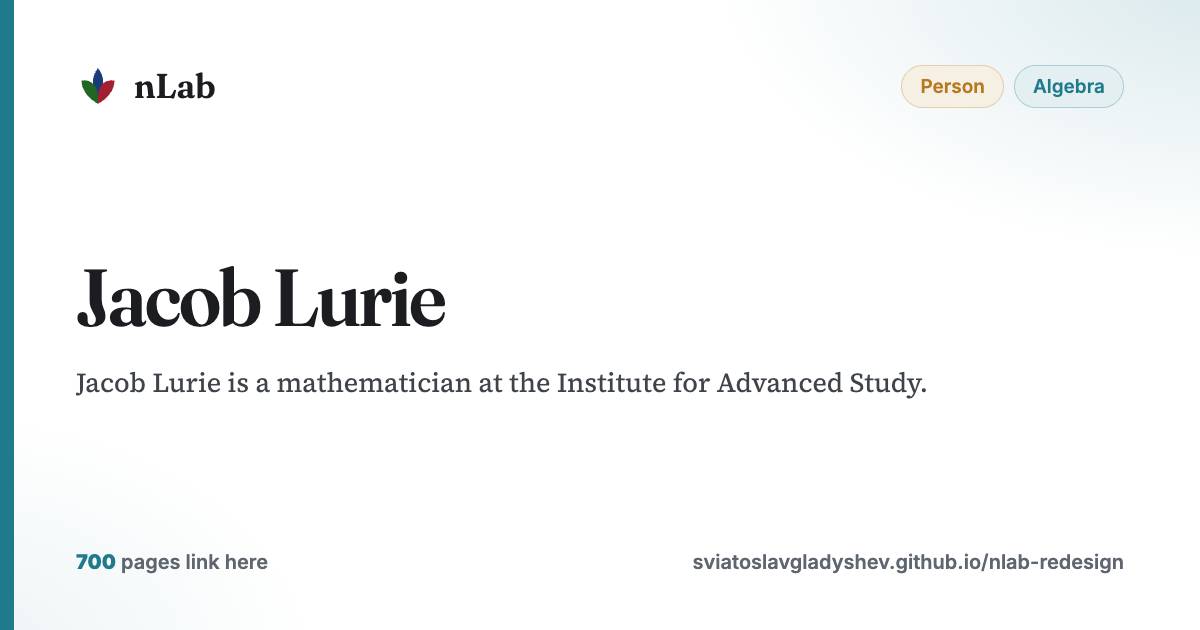 nLab
Person
Algebra
Jacob Lurie
Jacob Lurie is a mathematician at the Institute for Advanced Study.
700 pages link here
sviatoslavgladyshev.github.io/nlab-redesign